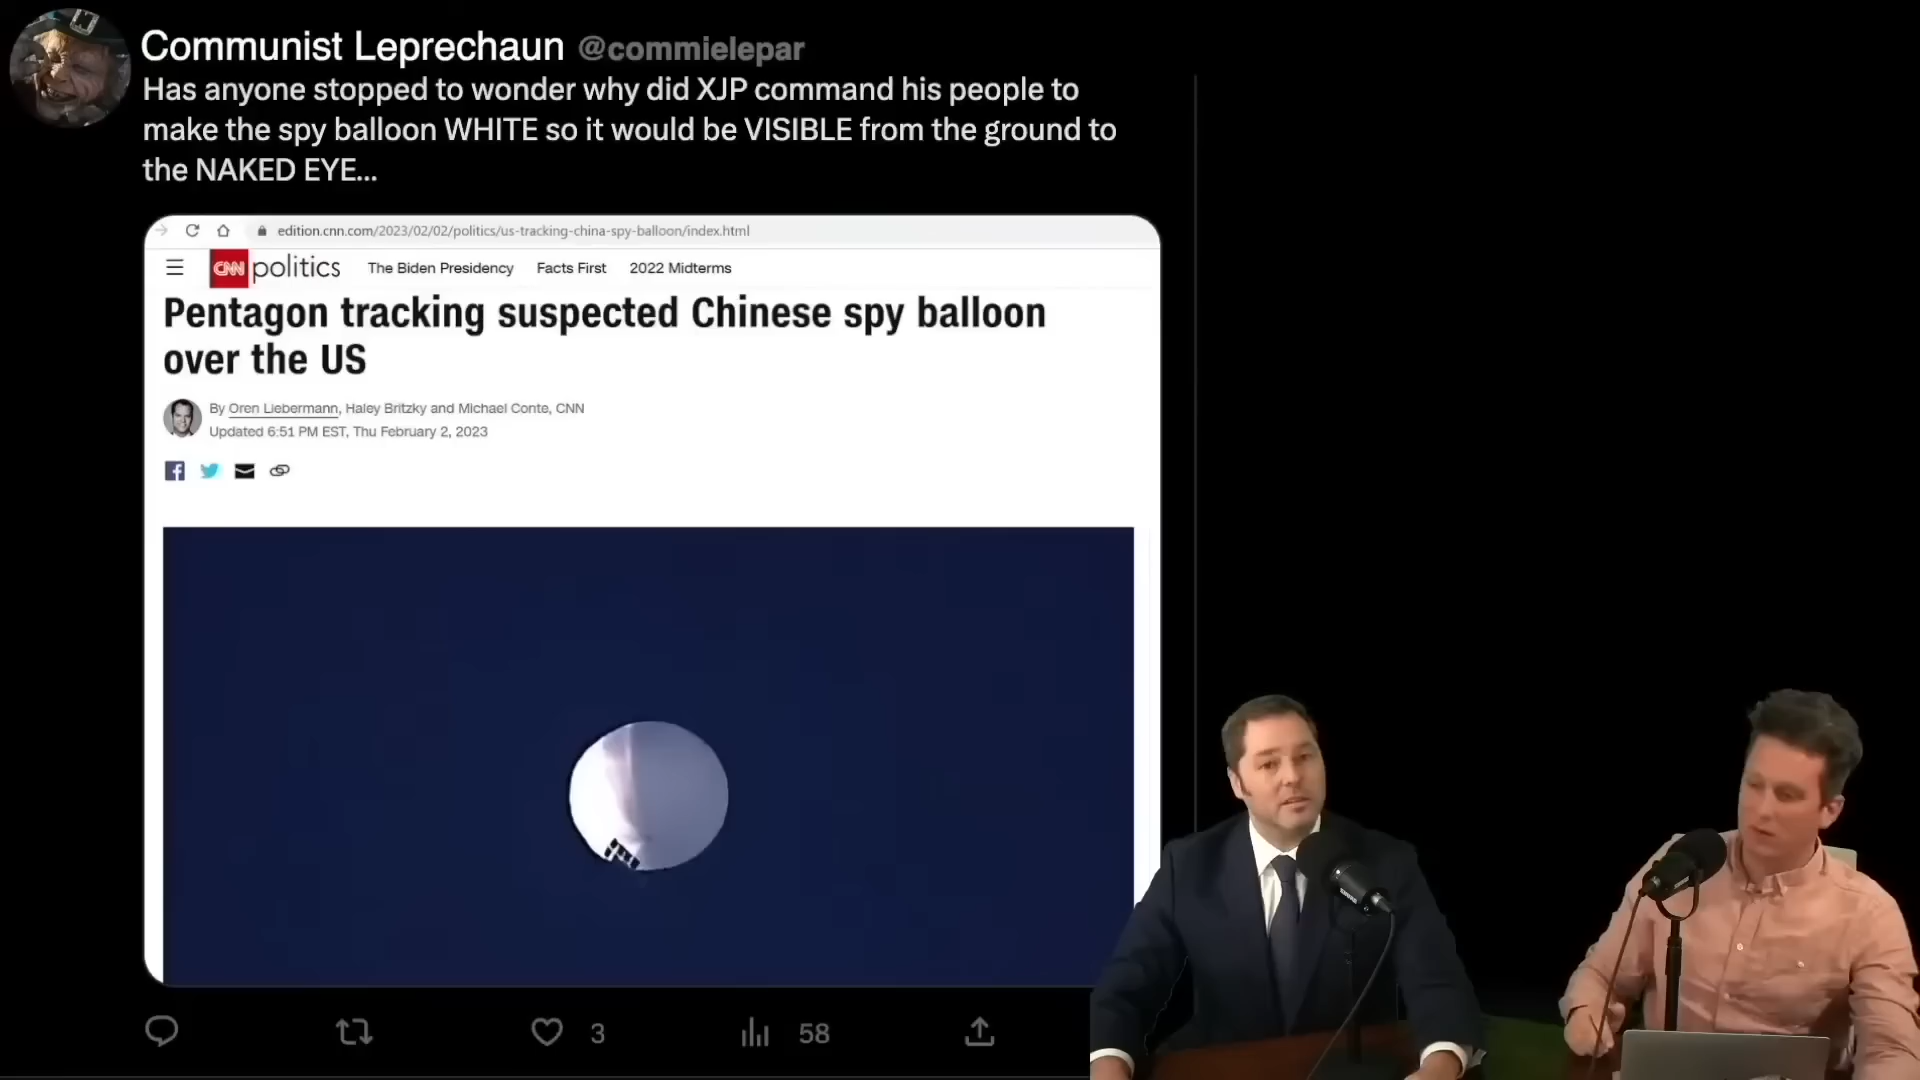 Communist Leprechaun @commielepar
Has anyone stopped to wonder why did XJP command his people to
make the spy balloon WHITE so it would be VISIBLE from the ground to
the NAKED EYE...
edition.cnn.com/2023/02/02/politics/us-tracking-china-spy-balloon/index.html
CNN politics The Biden Presidency Facts First 2022 Midterms
Pentagon tracking suspected Chinese spy balloon
over the US
By Oren Liebermann, Haley Britzky and Michael Conte, CNN
Updated 6:51 PM EST, Thu February 2, 2023
3 58